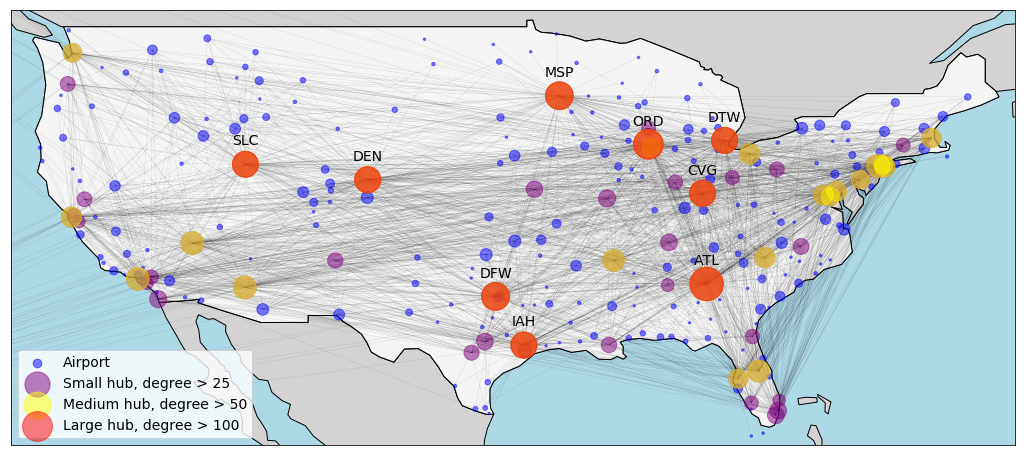 MSP
ORD
DTW
SLC
DEN
CVG
ATL
DFW
IAH
Airport
Small hub, degree > 25
Medium hub, degree > 50
Large hub, degree > 100